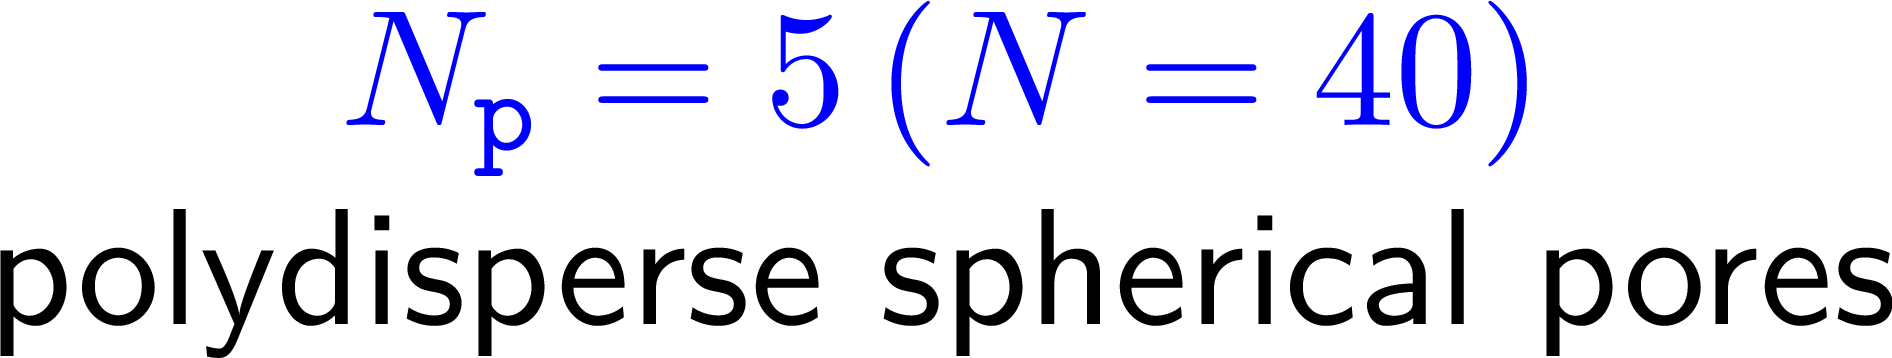 N_p = 5 (N = 40)
polydisperse spherical pores